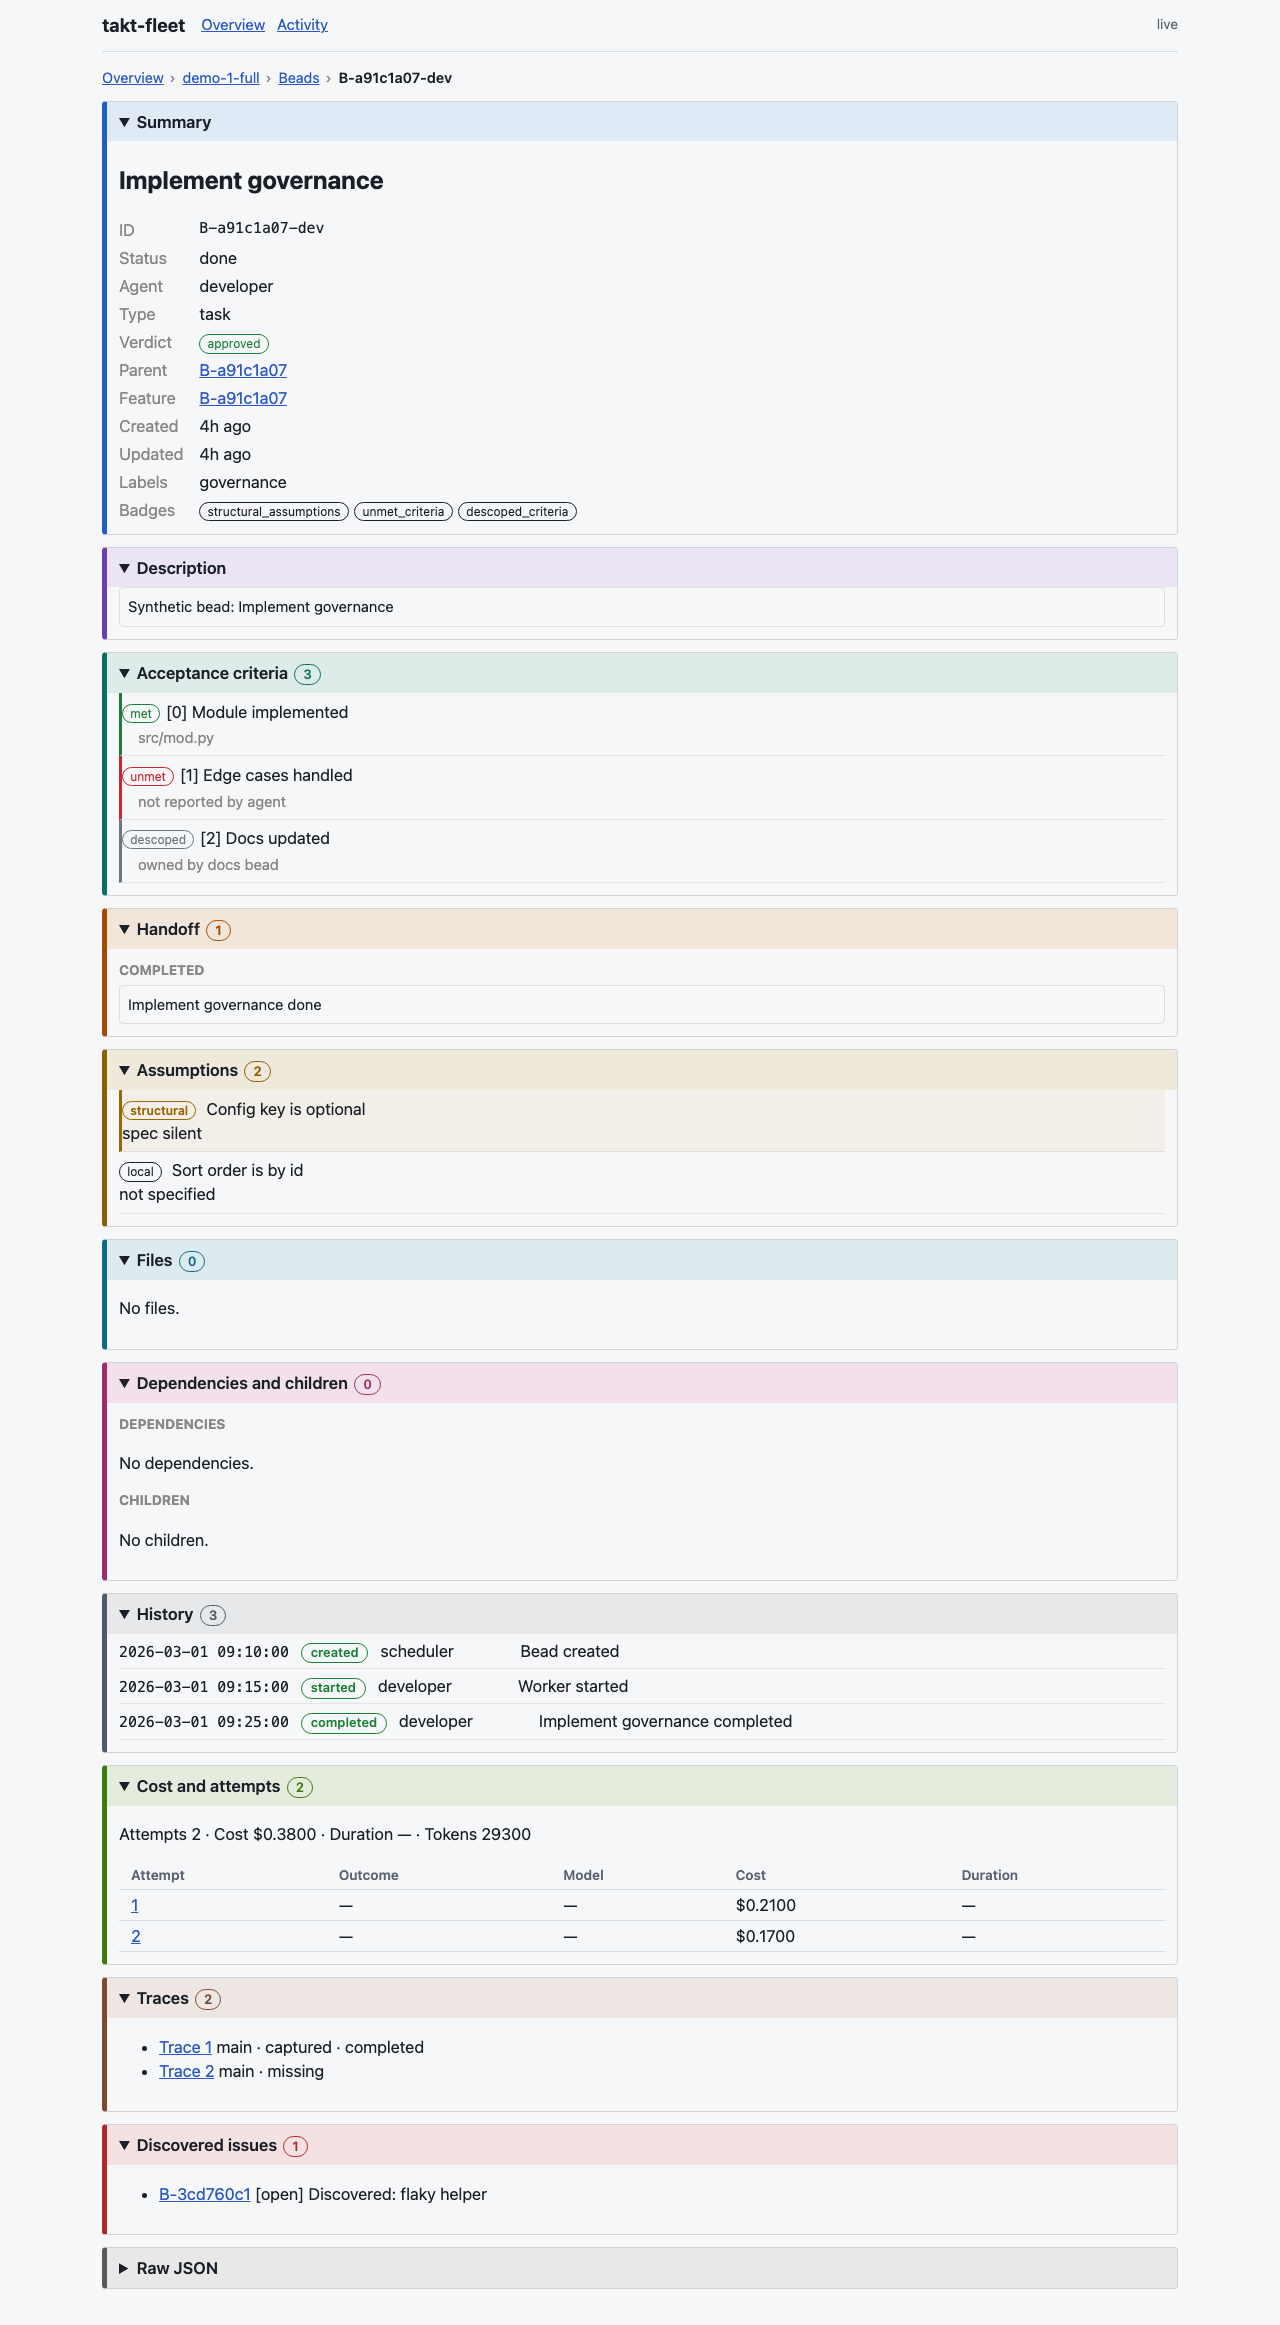 takt-fleet Overview Activity live
Overview › demo-1-full › Beads › B-a91c1a07-dev
▼ Summary
Implement governance
ID B-a91c1a07-dev
Status done
Agent developer
Type task
Verdict approved
Parent B-a91c1a07
Feature B-a91c1a07
Created 4h ago
Updated 4h ago
Labels governance
Badges structural_assumptions unmet_criteria descoped_criteria
▼ Description
Synthetic bead: Implement governance
▼ Acceptance criteria 3
met [0] Module implemented
src/mod.py
unmet [1] Edge cases handled
not reported by agent
descoped [2] Docs updated
owned by docs bead
▼ Handoff 1
COMPLETED
Implement governance done
▼ Assumptions 2
structural Config key is optional
spec silent
local Sort order is by id
not specified
▼ Files 0
No files.
▼ Dependencies and children 0
DEPENDENCIES
No dependencies.
CHILDREN
No children.
▼ History 3
2026-03-01 09:10:00 created scheduler Bead created
2026-03-01 09:15:00 started developer Worker started
2026-03-01 09:25:00 completed developer Implement governance completed
▼ Cost and attempts 2
Attempts 2 · Cost $0.3800 · Duration — · Tokens 29300
Attempt Outcome Model Cost Duration
1 — — $0.2100 —
2 — — $0.1700 —
▼ Traces 2
• Trace 1 main · captured · completed
• Trace 2 main · missing
▼ Discovered issues 1
• B-3cd760c1 [open] Discovered: flaky helper
▶ Raw JSON